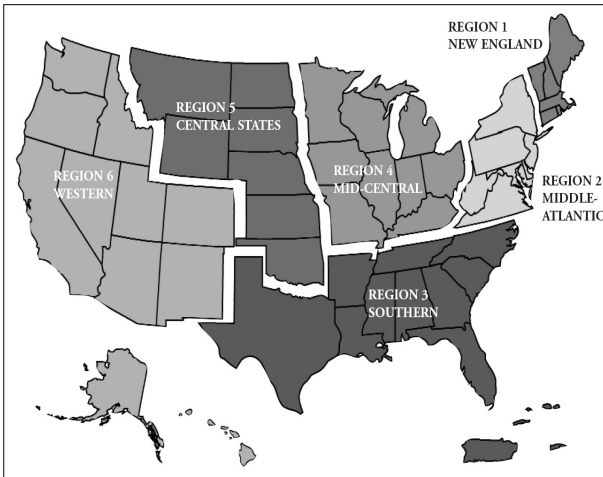 REGION 1
NEW ENGLAND
REGION 5
CENTRAL STATES
REGION 4
MID-CENTRAL
REGION 6
WESTERN
REGION 2
MIDDLE-
ATLANTIC
REGION 3
SOUTHERN